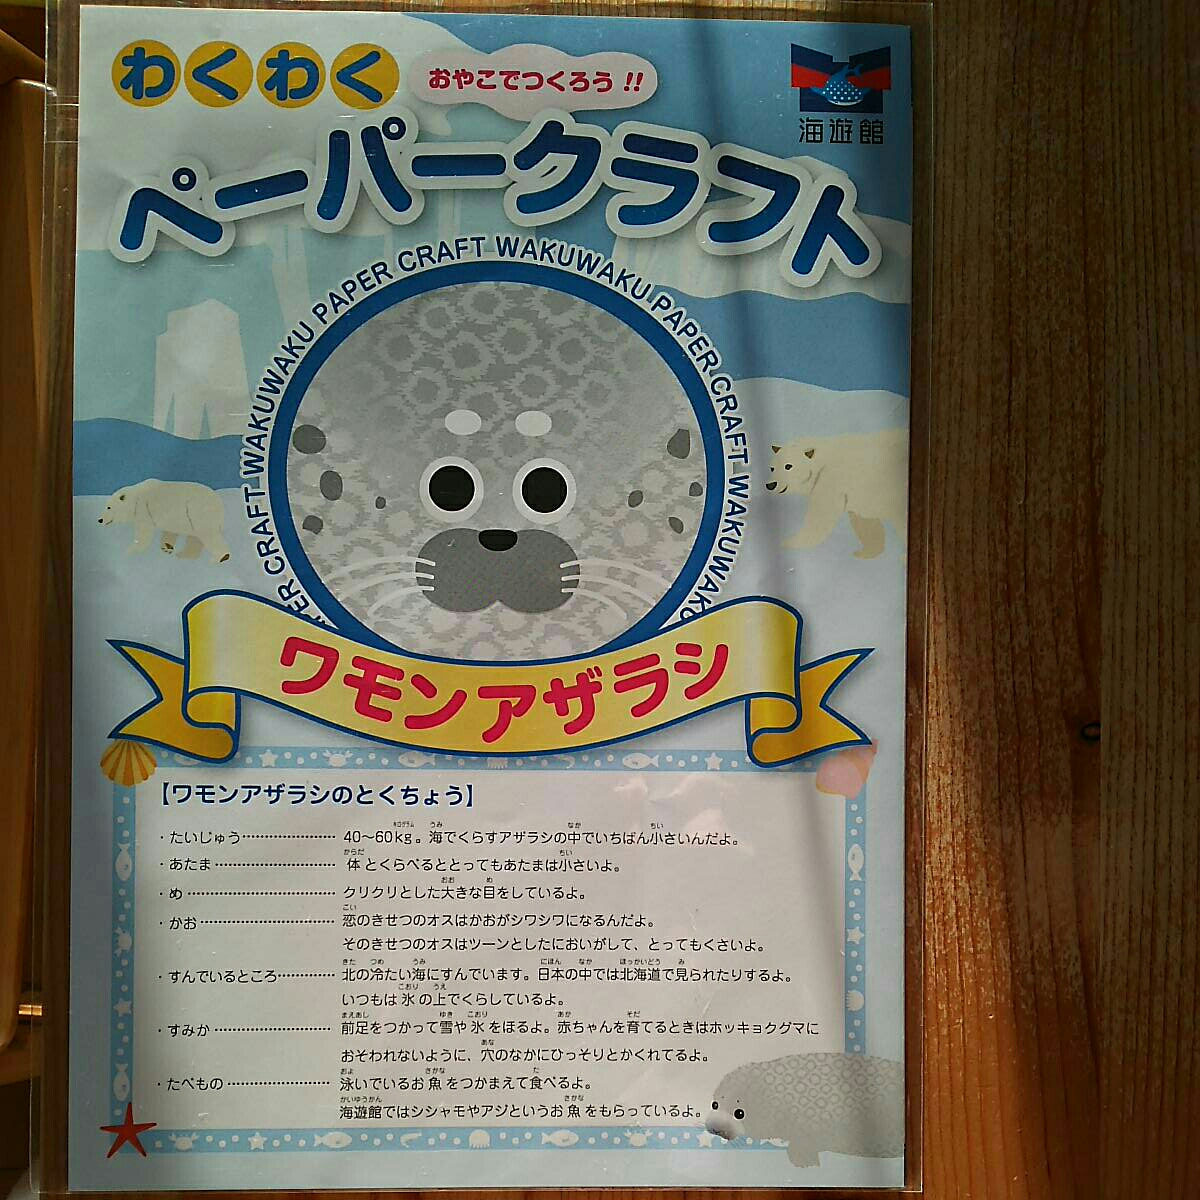 わくわく
おやこでつくろう!!
海遊館
ペーパークラフト
PAPER CRAFT WAKUWAKU PAPER CRAFT WAKUWAKU PAPER CRAFT WAKUWAKU
ワモンアザラシ
【ワモンアザラシのとくちょう】
・たいじゅう…………………40~60kg。海でくらすアザラシの中でいちばん小さいんだよ。
・あたま…………………体とくらべるととってもあたまは小さいよ。
・め…………………クリクリとした大きな目をしているよ。
・かお…………………恋のきせつのオスはかおがシワシワになるんだよ。
そのきせつのオスはツーンとしたにおいがして、とってもくさいよ。
・すんでいるところ…………北の冷たい海にすんでいます。日本の中では北海道で見られたりするよ。
いつもは氷の上でくらしているよ。
・すみか…………………前足をつかって雪や氷をほるよ。赤ちゃんを育てるときはホッキョクグマに
おそわれないように、穴のなかにひっそりとかくれてるよ。
・たべもの…………………泳いでいるお魚をつかまえて食べるよ。
海遊館ではシシャモやアジというお魚をもらっているよ。